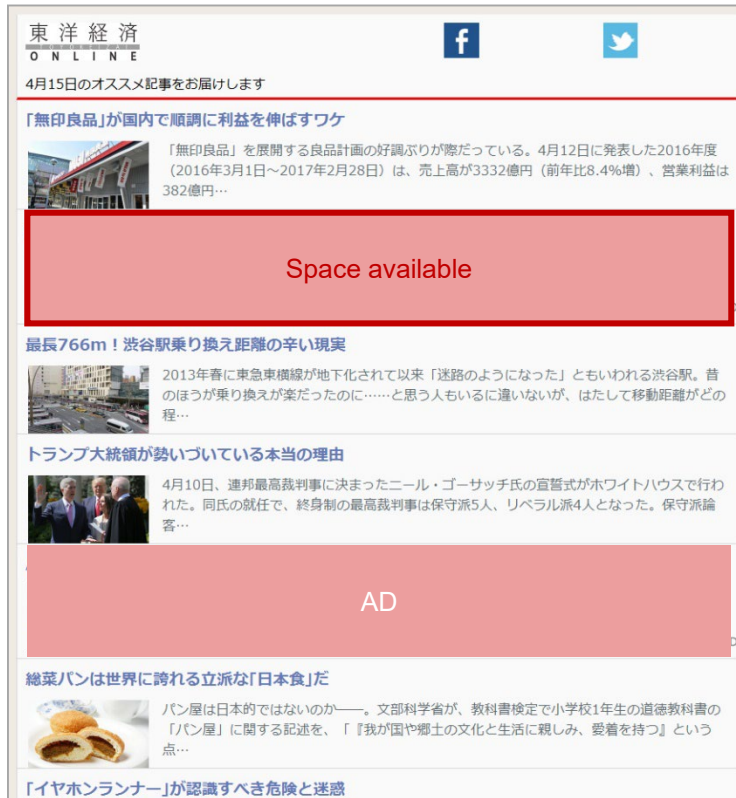 東洋経済
TOYOKEIZAI
ONLINE
f
4月15日のオススメ記事をお届けします
「無印良品」が国内で順調に利益を伸ばすワケ
「無印良品」を展開する良品計画の好調ぶりが際だっている。4月12日に発表した2016年度
（2016年3月1日～2017年2月28日）は、売上高が3332億円（前年比8.4%増）、営業利益は
382億円…
Space available
最長766m！渋谷駅乗り換え距離の辛い現実
2013年春に東急東横線が地下化されて以来「迷路のようになった」ともいわれる渋谷駅。昔
のほうが乗り換えが楽だったのに……と思う人もいるに違いないが、はたして移動距離がどの
程…
トランプ大統領が勢いづいている本当の理由
4月10日、連邦最高裁判事に決まったニール・ゴーサッチ氏の宣誓式がホワイトハウスで行わ
れた。同氏の就任で、終身制の最高裁判事は保守派5人、リベラル派4人となった。保守派論
客…
AD
総菜パンは世界に誇れる立派な「日本食」だ
パン屋は日本的ではないのか――。文部科学省が、教科書検定で小学校1年生の道徳教科書の
「パン屋」に関する記述を、「『我が国や郷土の文化と生活に親しみ、愛着を持つ』という
点…
「イヤホンランナー」が認識すべき危険と迷惑